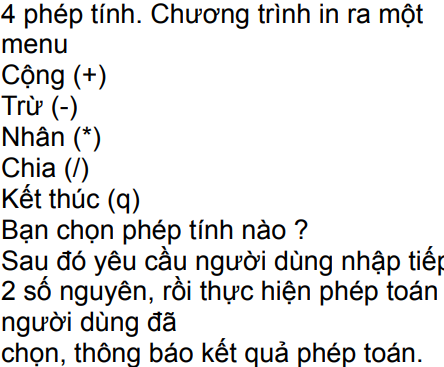 4 phép tính. Chương trình in ra một
menu
Cộng (+)
Trừ (-)
Nhân (*)
Chia (/)
Kết thúc (q)
Bạn chọn phép tính nào ?
Sau đó yêu cầu người dùng nhập tiếp
2 số nguyên, rồi thực hiện phép toán
người dùng đã
chọn, thông báo kết quả phép toán.